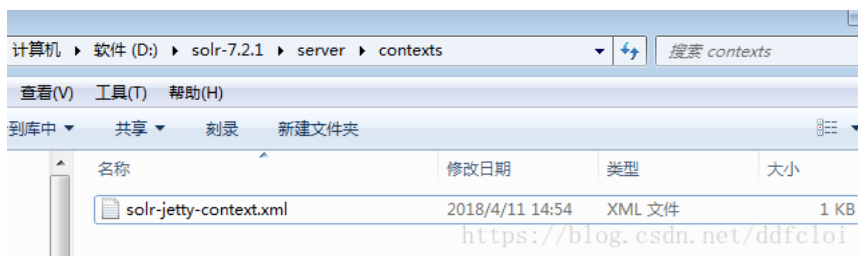 计算机 ▸ 软件 (D:) ▸ solr-7.2.1 ▸ server ▸ contexts 搜索 contexts
查看(V) 工具(T) 帮助(H)
到库中 ▼ 共享 ▼ 刻录 新建文件夹
名称 修改日期 类型 大小
solr-jetty-context.xml 2018/4/11 14:54 XML 文件 1 KB
https://blog.csdn.net/ddfcloi